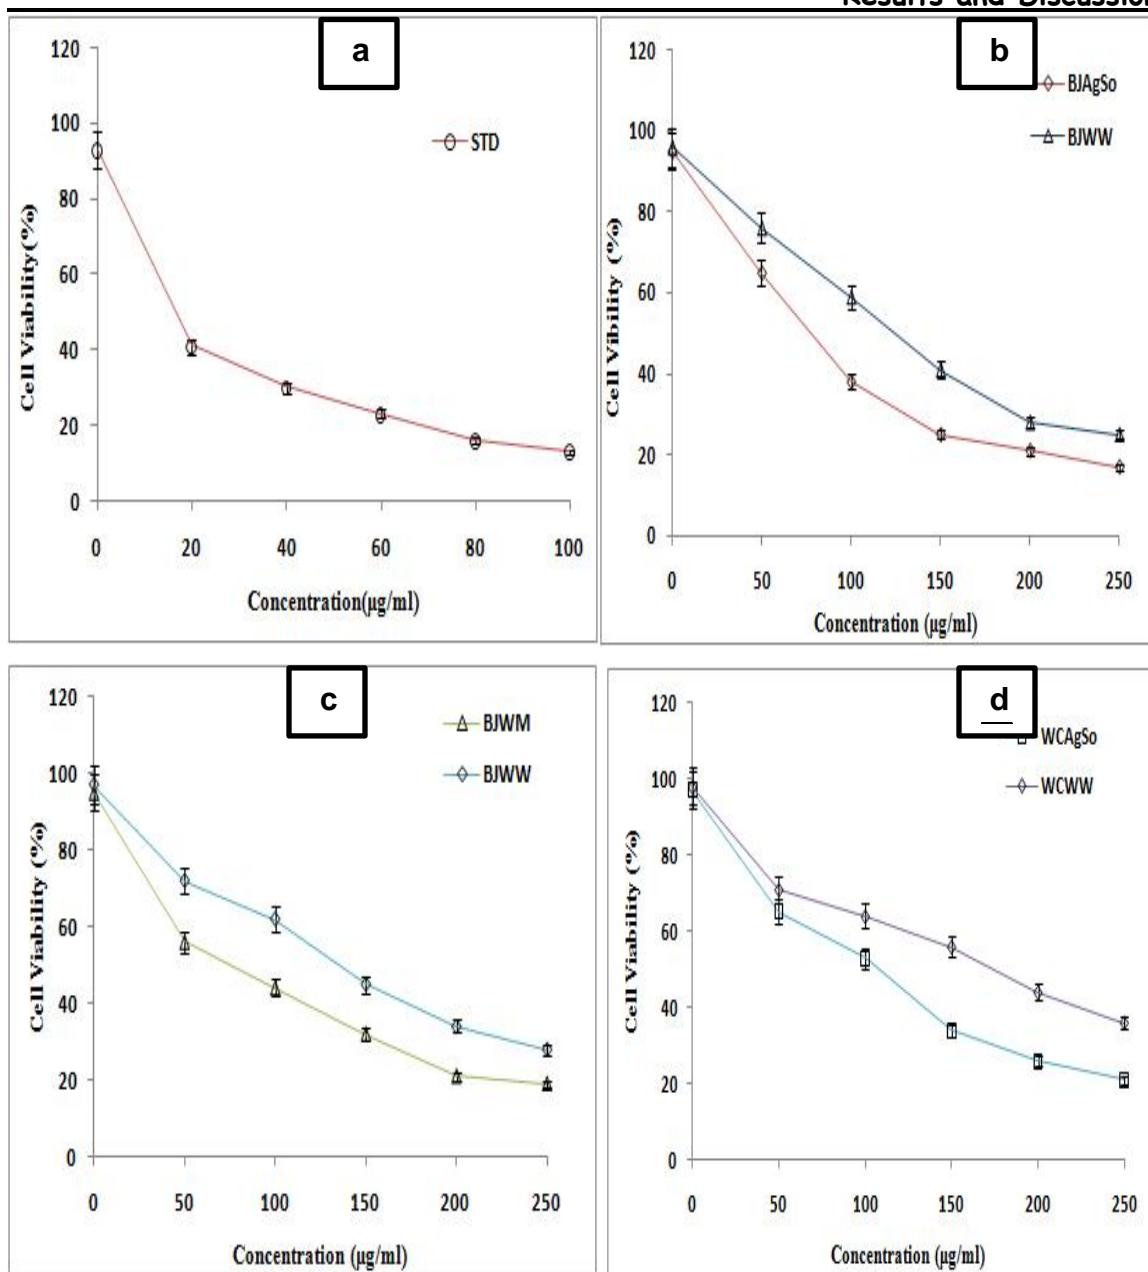 Results and Discussion
a
120
100
80
60
40
20
0
Cell Viability(%)
STD
0 20 40 60 80 100
Concentration(µg/ml)
b
120
100
80
60
40
20
0
Cell Vibility (%)
BJAgSo
BJWW
0 50 100 150 200 250
Concentration (µg/ml)
c
120
100
80
60
40
20
0
Cell Viability (%)
BJWM
BJWW
0 50 100 150 200 250
Concentration (µg/ml)
d
120
100
80
60
40
20
0
Cell Viability (%)
WCAgSo
WCWW
0 50 100 150 200 250
Concentration (µg/ml)